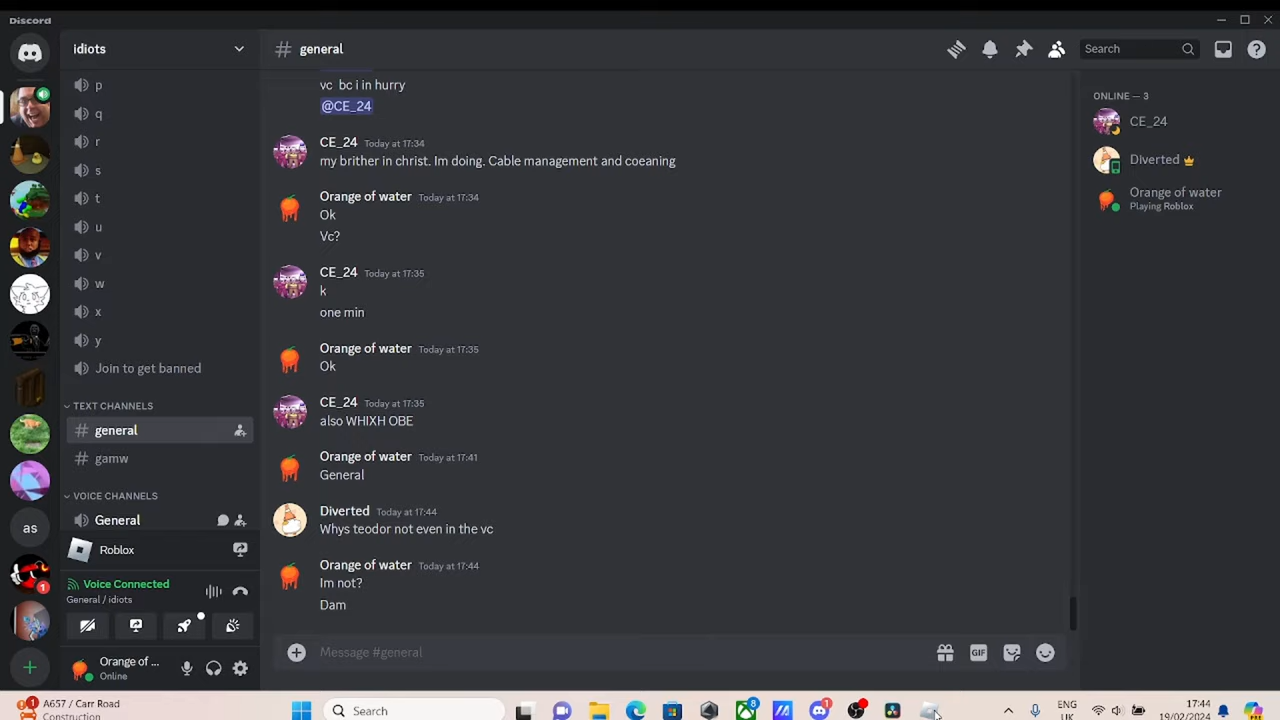 Discord
idiots
general
Search
p
q
r
s
t
u
v
w
x
y
Join to get banned
TEXT CHANNELS
general
gamw
VOICE CHANNELS
General
Roblox
Voice Connected
General / idiots
Orange of ...
Online
as
1
vc bc i in hurry
@CE_24
CE_24 Today at 17:34
my brither in christ. Im doing. Cable management and coeaning
Orange of water Today at 17:34
Ok
Vc?
CE_24 Today at 17:35
k
one min
Orange of water Today at 17:35
Ok
CE_24 Today at 17:35
also WHIXH OBE
Orange of water Today at 17:41
General
Diverted Today at 17:44
Whys teodor not even in the vc
Orange of water Today at 17:44
Im not?
Dam
Message #general
GIF
ONLINE — 3
CE_24
Diverted
Orange of water
Playing Roblox
1
A657 / Carr Road
Construction
Search
8
1
ENG
UK
17:44
19/02/2024